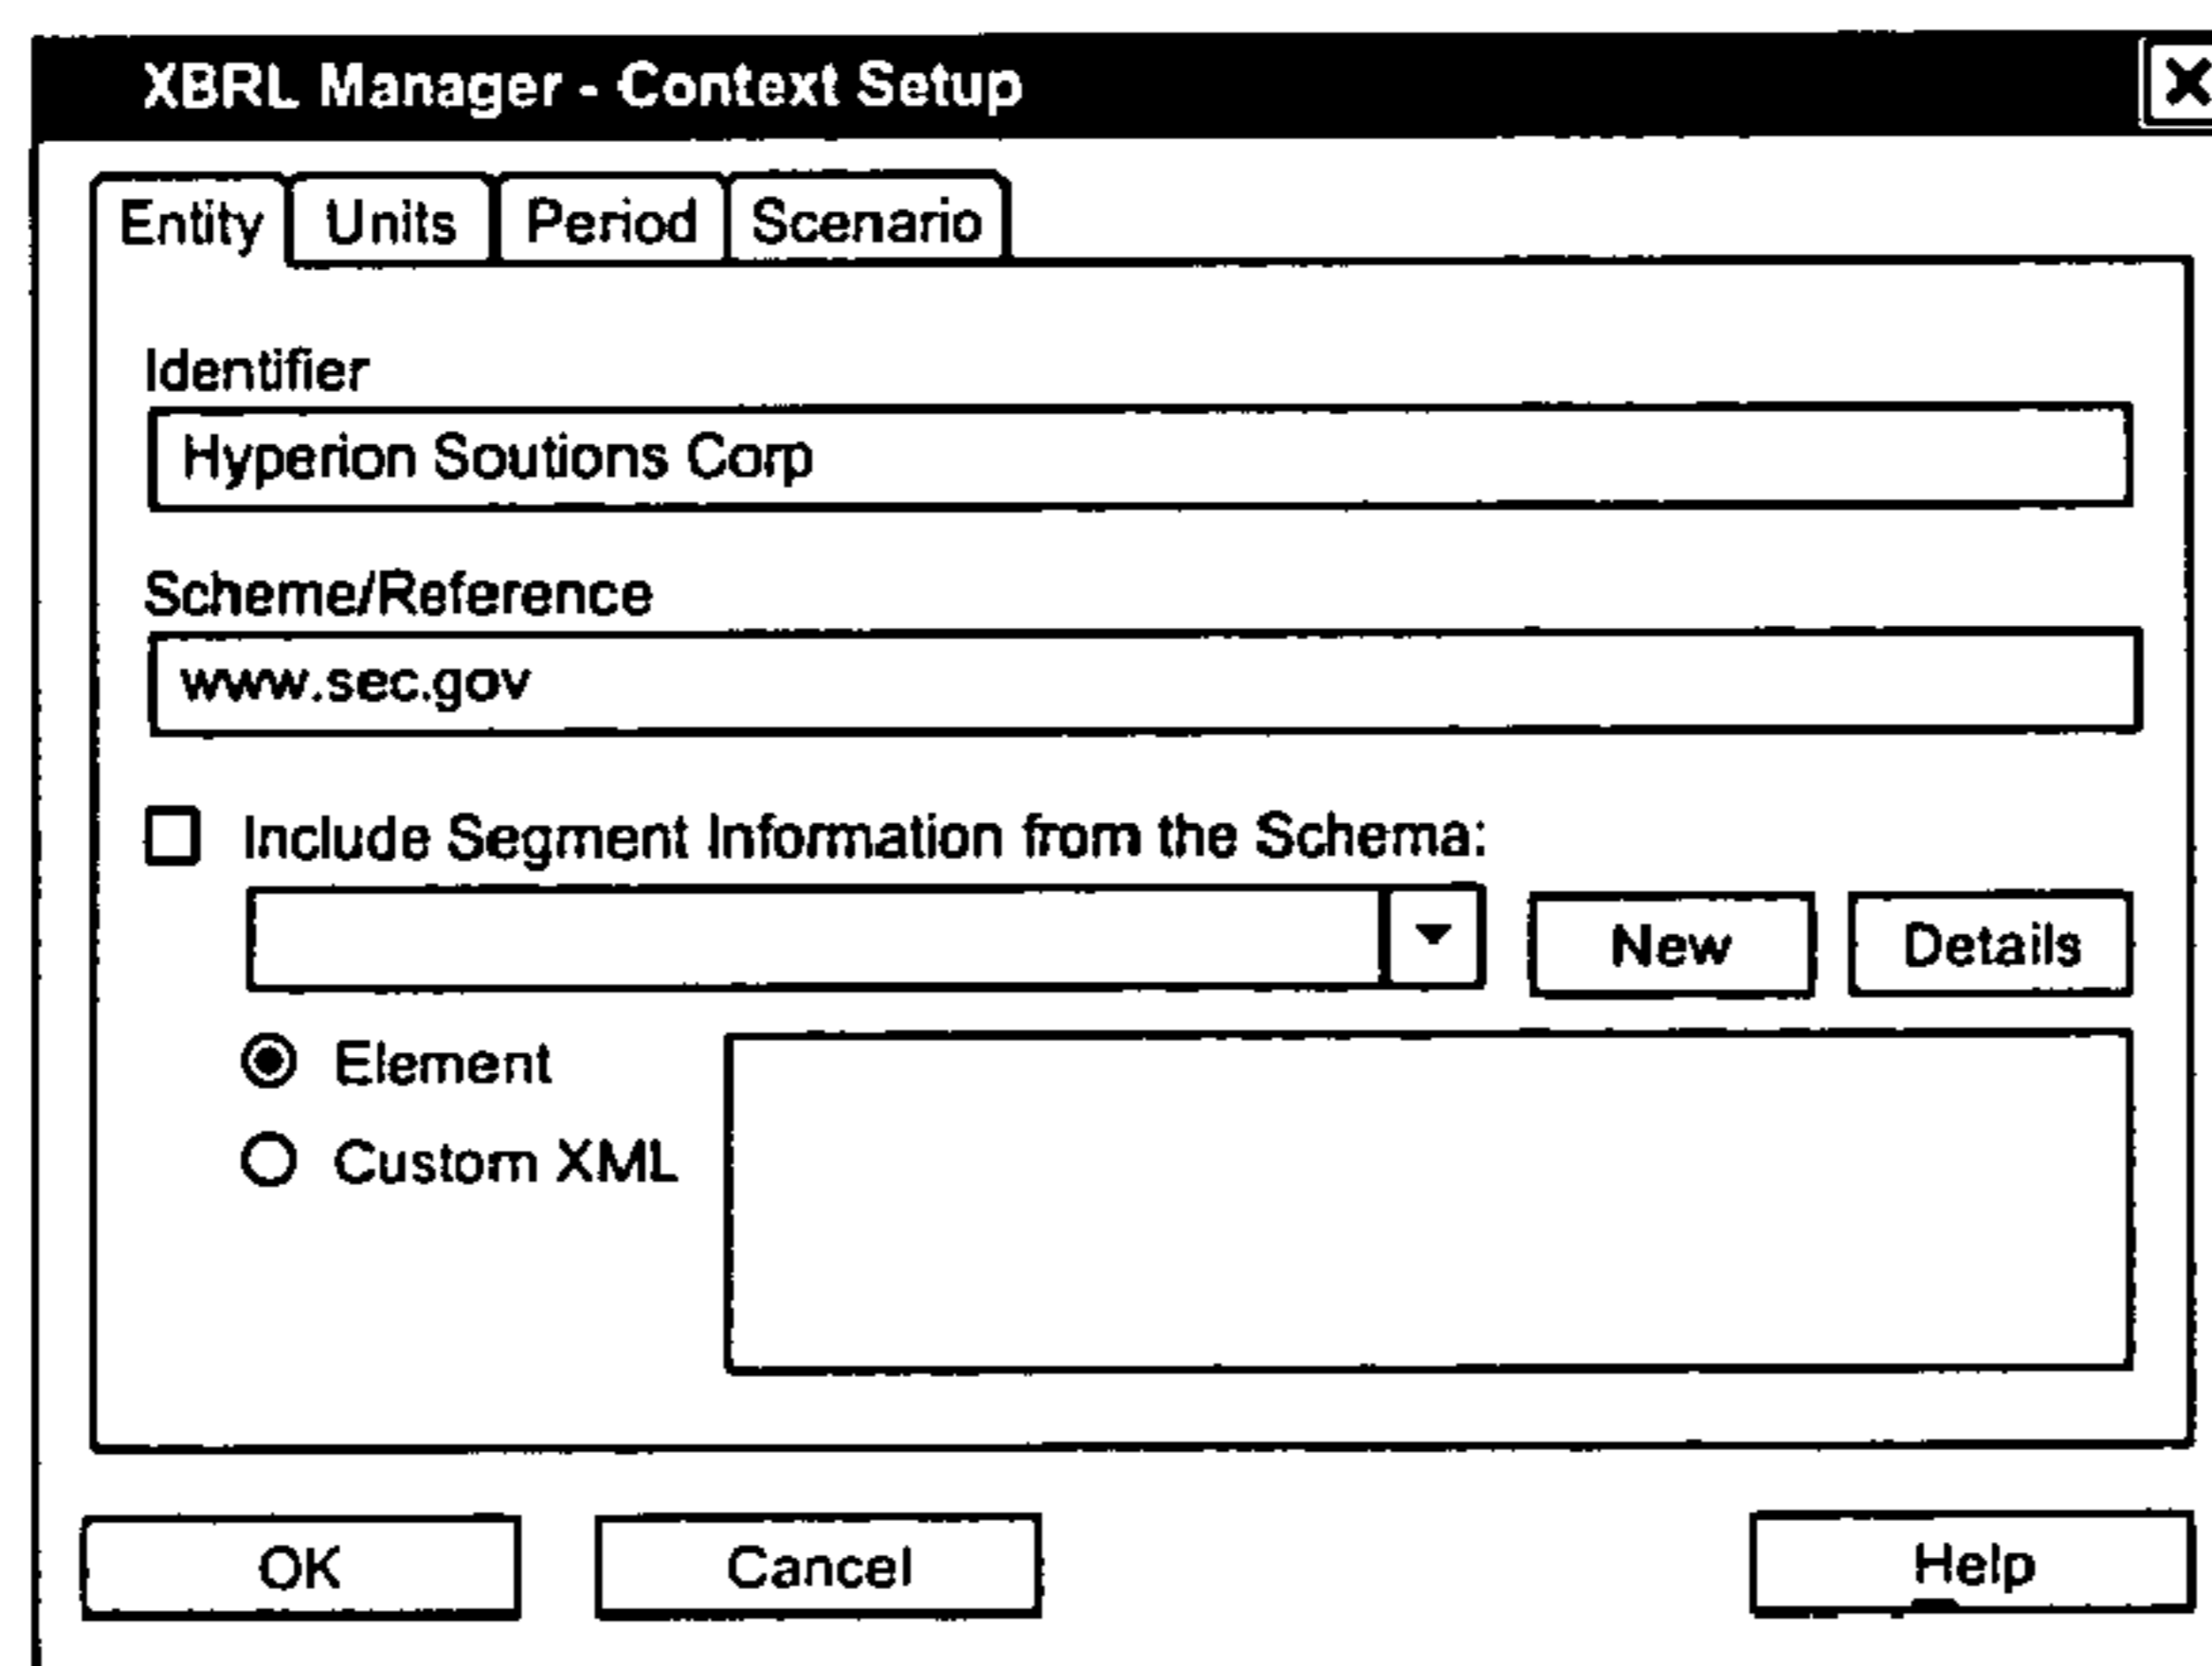 XBRL Manager - Context Setup
Entity Units Period Scenario
Identifier
Hyperion Soutions Corp
Scheme/Reference
www.sec.gov
Include Segment Information from the Schema:
New Details
Element
Custom XML
OK Cancel Help